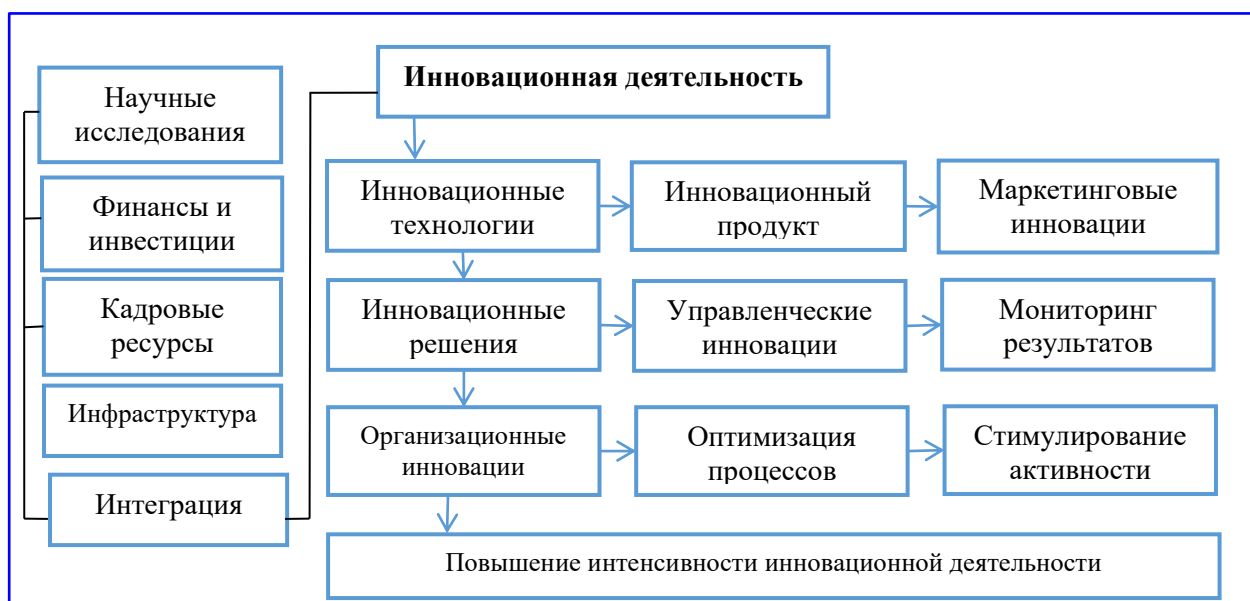 Инновационная деятельность
Научные
исследования
Финансы и
инвестиции
Кадровые
ресурсы
Инфраструктура
Интеграция
Инновационные
технологии
Инновационный
продукт
Маркетинговые
инновации
Инновационные
решения
Управленческие
инновации
Мониторинг
результатов
Организационные
инновации
Оптимизация
процессов
Стимулирование
активности
Повышение интенсивности инновационной деятельности